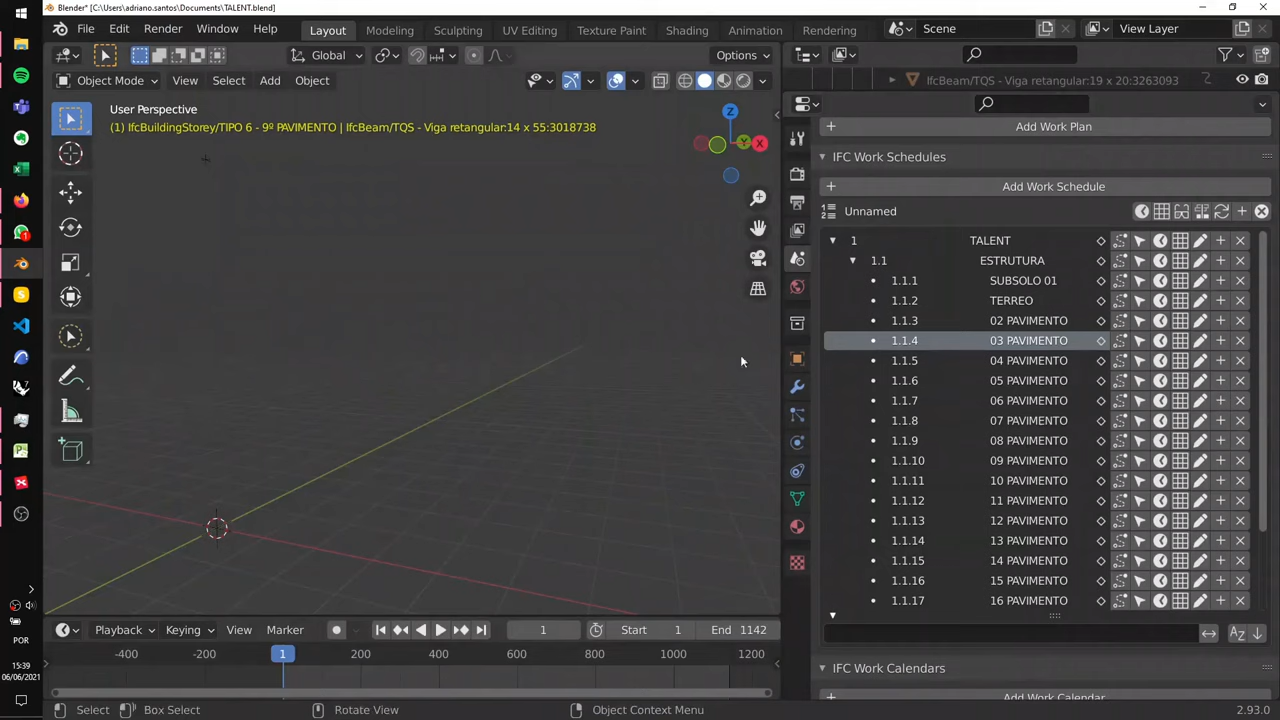 Blender* [C:\Users\adriano.santos\Documents\TALENT.blend]
File Edit Render Window Help
Layout Modeling Sculpting UV Editing Texture Paint Shading Animation Rendering
Scene
View Layer
Global
Options
Object Mode View Select Add Object
User Perspective
(1) IfcBuildingStorey/TIPO 6 - 9º PAVIMENTO | IfcBeam/TQS - Viga retangular:14 x 55:3018738
Z
Y
X
IfcBeam/TQS - Viga retangular:19 x 20:3263093
Add Work Plan
IFC Work Schedules
Add Work Schedule
Unnamed
1 TALENT
1.1 ESTRUTURA
1.1.1 SUBSOLO 01
1.1.2 TERREO
1.1.3 02 PAVIMENTO
1.1.4 03 PAVIMENTO
1.1.5 04 PAVIMENTO
1.1.6 05 PAVIMENTO
1.1.7 06 PAVIMENTO
1.1.8 07 PAVIMENTO
1.1.9 08 PAVIMENTO
1.1.10 09 PAVIMENTO
1.1.11 10 PAVIMENTO
1.1.12 11 PAVIMENTO
1.1.13 12 PAVIMENTO
1.1.14 13 PAVIMENTO
1.1.15 14 PAVIMENTO
1.1.16 15 PAVIMENTO
1.1.17 16 PAVIMENTO
IFC Work Calendars
Add Work Calendar
Playback Keying View Marker
1
Start 1
End 1142
-400 -200 1 200 400 600 800 1200
POR
15:39
06/06/2021
Select
Box Select
Rotate View
Object Context Menu
2.93.0